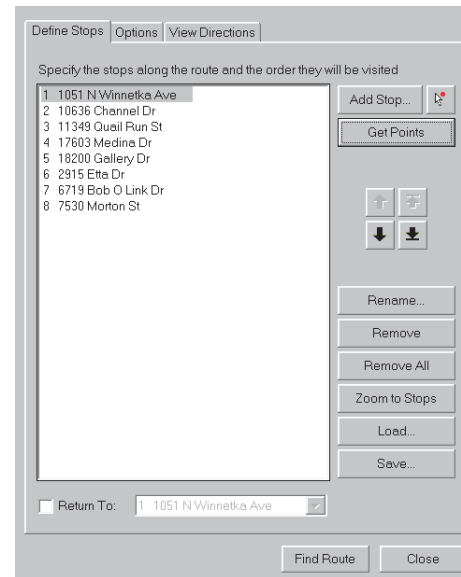 Define Stops Options View Directions
Specify the stops along the route and the order they will be visited
1 1051 N Winnetka Ave
2 10636 Channel Dr
3 11349 Quail Run St
4 17603 Medina Dr
5 18200 Gallery Dr
6 2915 Etta Dr
7 6719 Bob O Link Dr
8 7530 Morton St
Add Stop...
Get Points
Rename...
Remove
Remove All
Zoom to Stops
Load...
Save...
Return To: 1 1051 N Winnetka Ave
Find Route Close